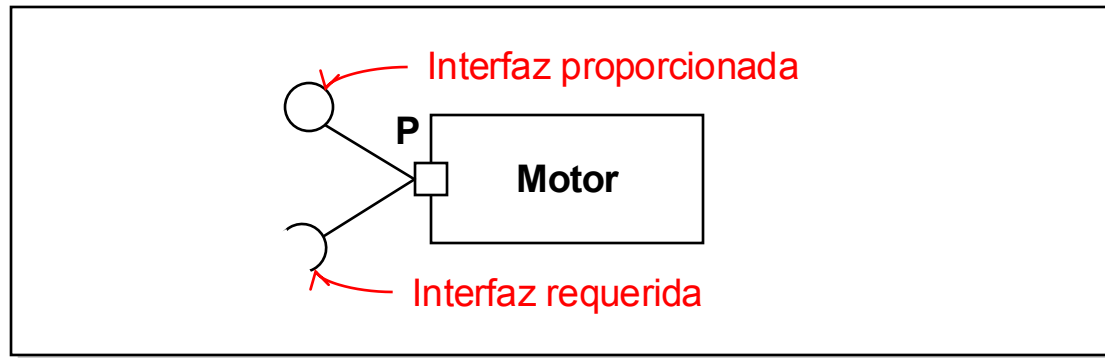 Interfaz proporcionada
P
Motor
Interfaz requerida